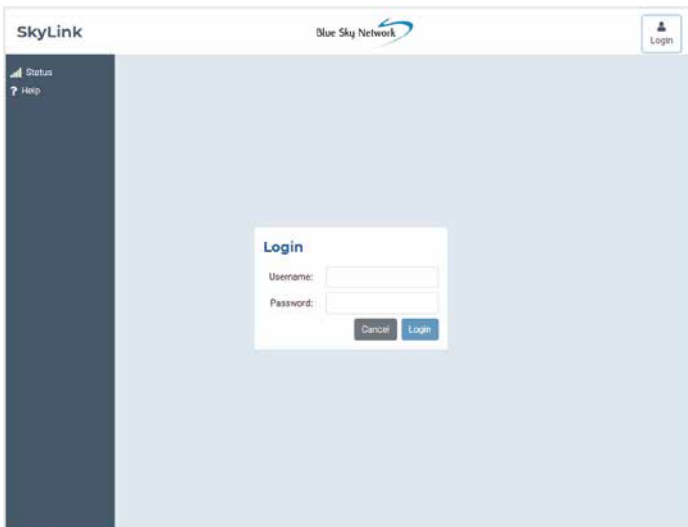 SkyLink
Blue Sky Network
Login
Status
? Help
Login
Username:
Password:
Cancel Login